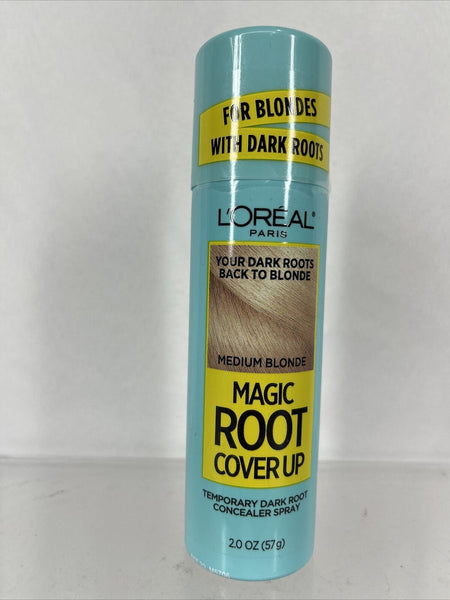 FOR BLONDES
WITH DARK ROOTS
L'ORÉAL®
PARIS
YOUR DARK ROOTS
BACK TO BLONDE
MEDIUM BLONDE
MAGIC
ROOT
COVER UP
TEMPORARY DARK ROOT
CONCEALER SPRAY
2.0 OZ (57g)